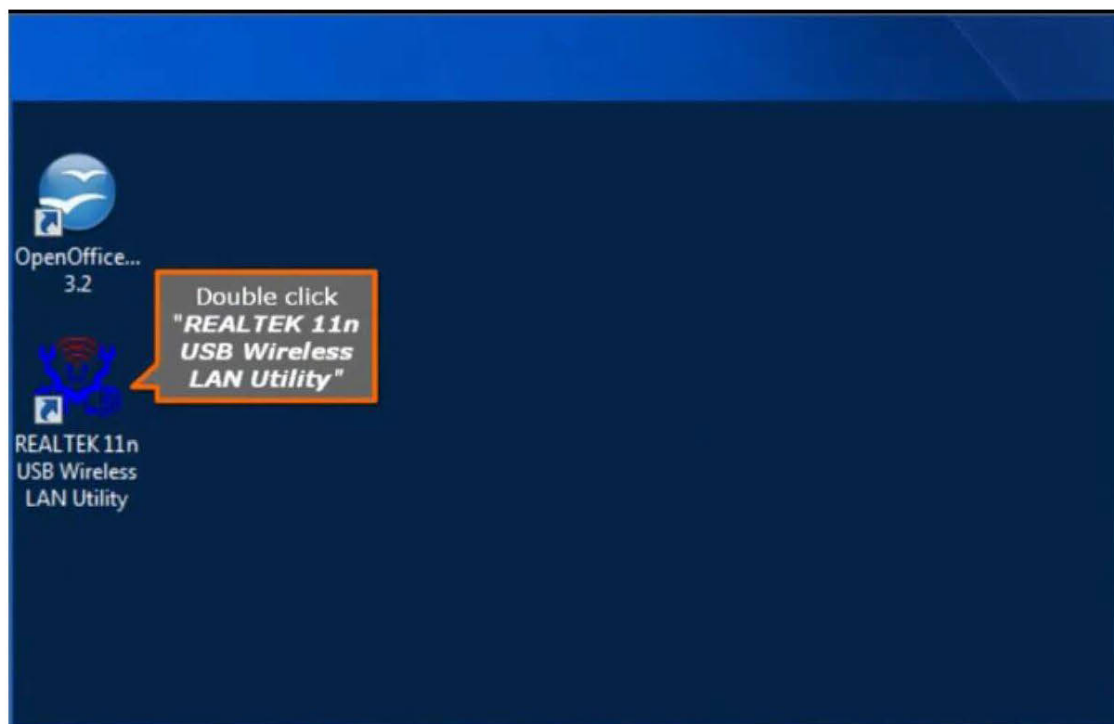 OpenOffice...
3.2
Double click
"REALTEK 11n
USB Wireless
LAN Utility"
REALTEK 11n
USB Wireless
LAN Utility